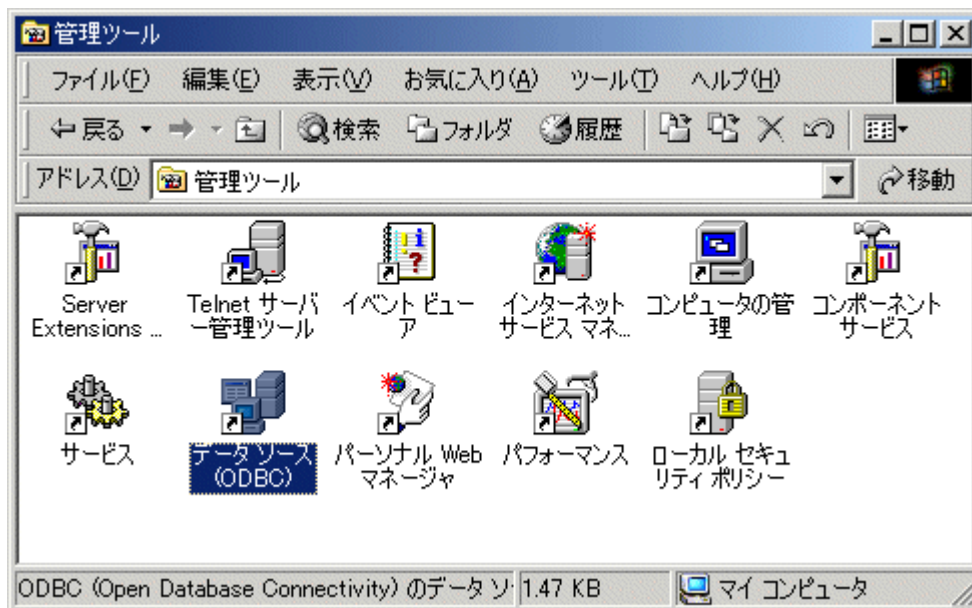 管理ツール
ファイル(F) 編集(E) 表示(V) お気に入り(A) ツール(T) ヘルプ(H)
戻る 検索 フォルダ 履歴
アドレス(D) 管理ツール 移動
Server Extensions ...
Telnet サーバー管理ツール
イベント ビューア
インターネット サービス マネ...
コンピュータの管理
コンポーネント サービス
サービス
データ ソース (ODBC)
パーソナル Web マネージャ
パフォーマンス
ローカル セキュリティ ポリシー
ODBC (Open Database Connectivity) のデータ ソ 1.47 KB マイ コンピュータ